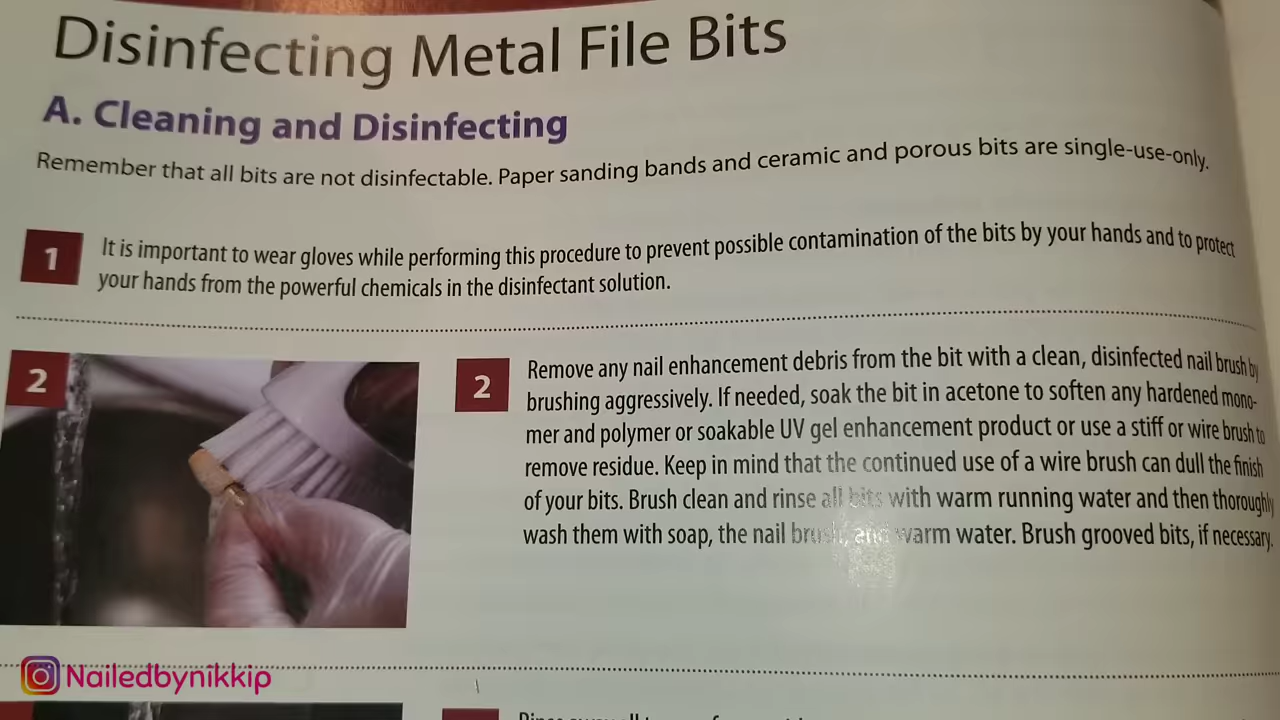 Disinfecting Metal File Bits
A. Cleaning and Disinfecting
Remember that all bits are not disinfectable. Paper sanding bands and ceramic and porous bits are single-use-only.
1
It is important to wear gloves while performing this procedure to prevent possible contamination of the bits by your hands and to protect
your hands from the powerful chemicals in the disinfectant solution.
2
2
Remove any nail enhancement debris from the bit with a clean, disinfected nail brush by
brushing aggressively. If needed, soak the bit in acetone to soften any hardened mono-
mer and polymer or soakable UV gel enhancement product or use a stiff or wire brush to
remove residue. Keep in mind that the continued use of a wire brush can dull the finish
of your bits. Brush clean and rinse all bits with warm running water and then thoroughly
wash them with soap, the nail brush, and warm water. Brush grooved bits, if necessary.
Nailedbynikkip